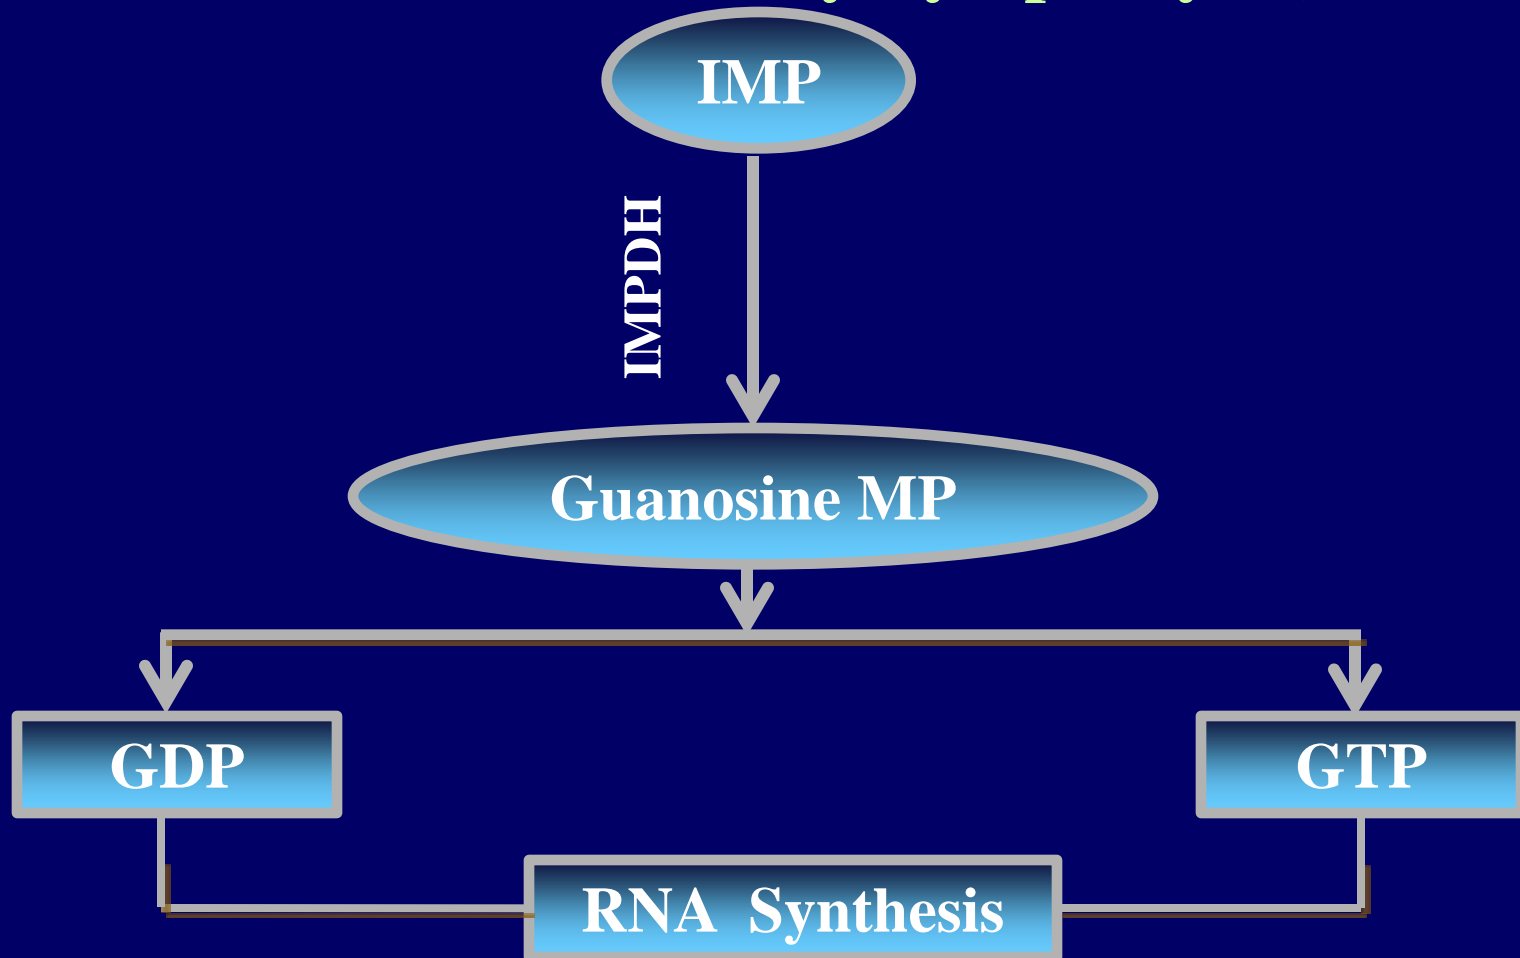 IMP
IMPDH
Guanosine MP
GDP
GTP
RNA Synthesis